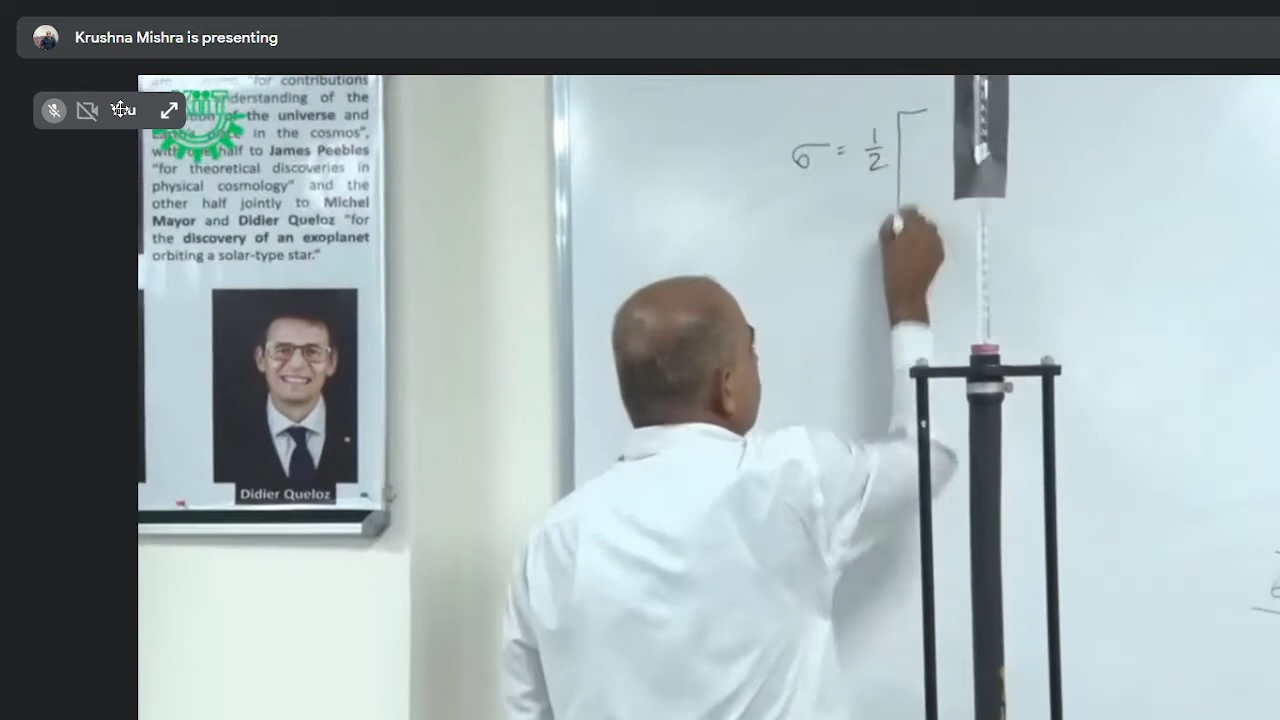 Krushna Mishra is presenting
"for contributions
understanding of the
of the universe and
in the cosmos",
with one half to James Peebles
"for theoretical discoveries in
physical cosmology" and the
other half jointly to Michel
Mayor and Didier Queloz "for
the discovery of an exoplanet
orbiting a solar-type star."
Didier Queloz
σ = 1/2 [